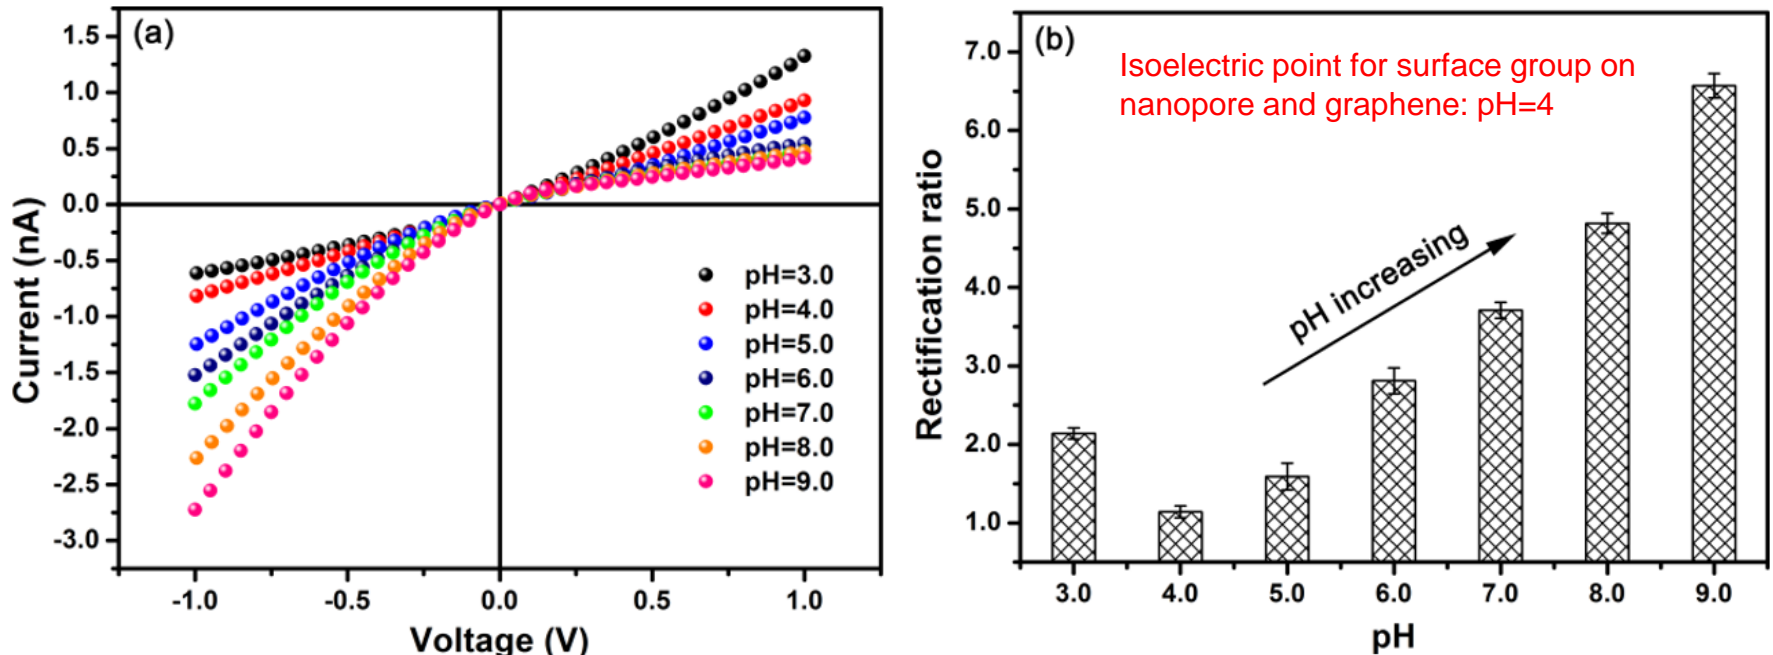 (a)
1.5
1.0
0.5
0.0
-0.5
-1.0
-1.5
-2.0
-2.5
-3.0
Current (nA)
pH=3.0
pH=4.0
pH=5.0
pH=6.0
pH=7.0
pH=8.0
pH=9.0
-1.0 -0.5 0.0 0.5 1.0
Voltage (V)
(b)
Isoelectric point for surface group on
nanopore and graphene: pH=4
7.0
6.0
5.0
4.0
3.0
2.0
1.0
Rectification ratio
pH increasing
3.0 4.0 5.0 6.0 7.0 8.0 9.0
pH